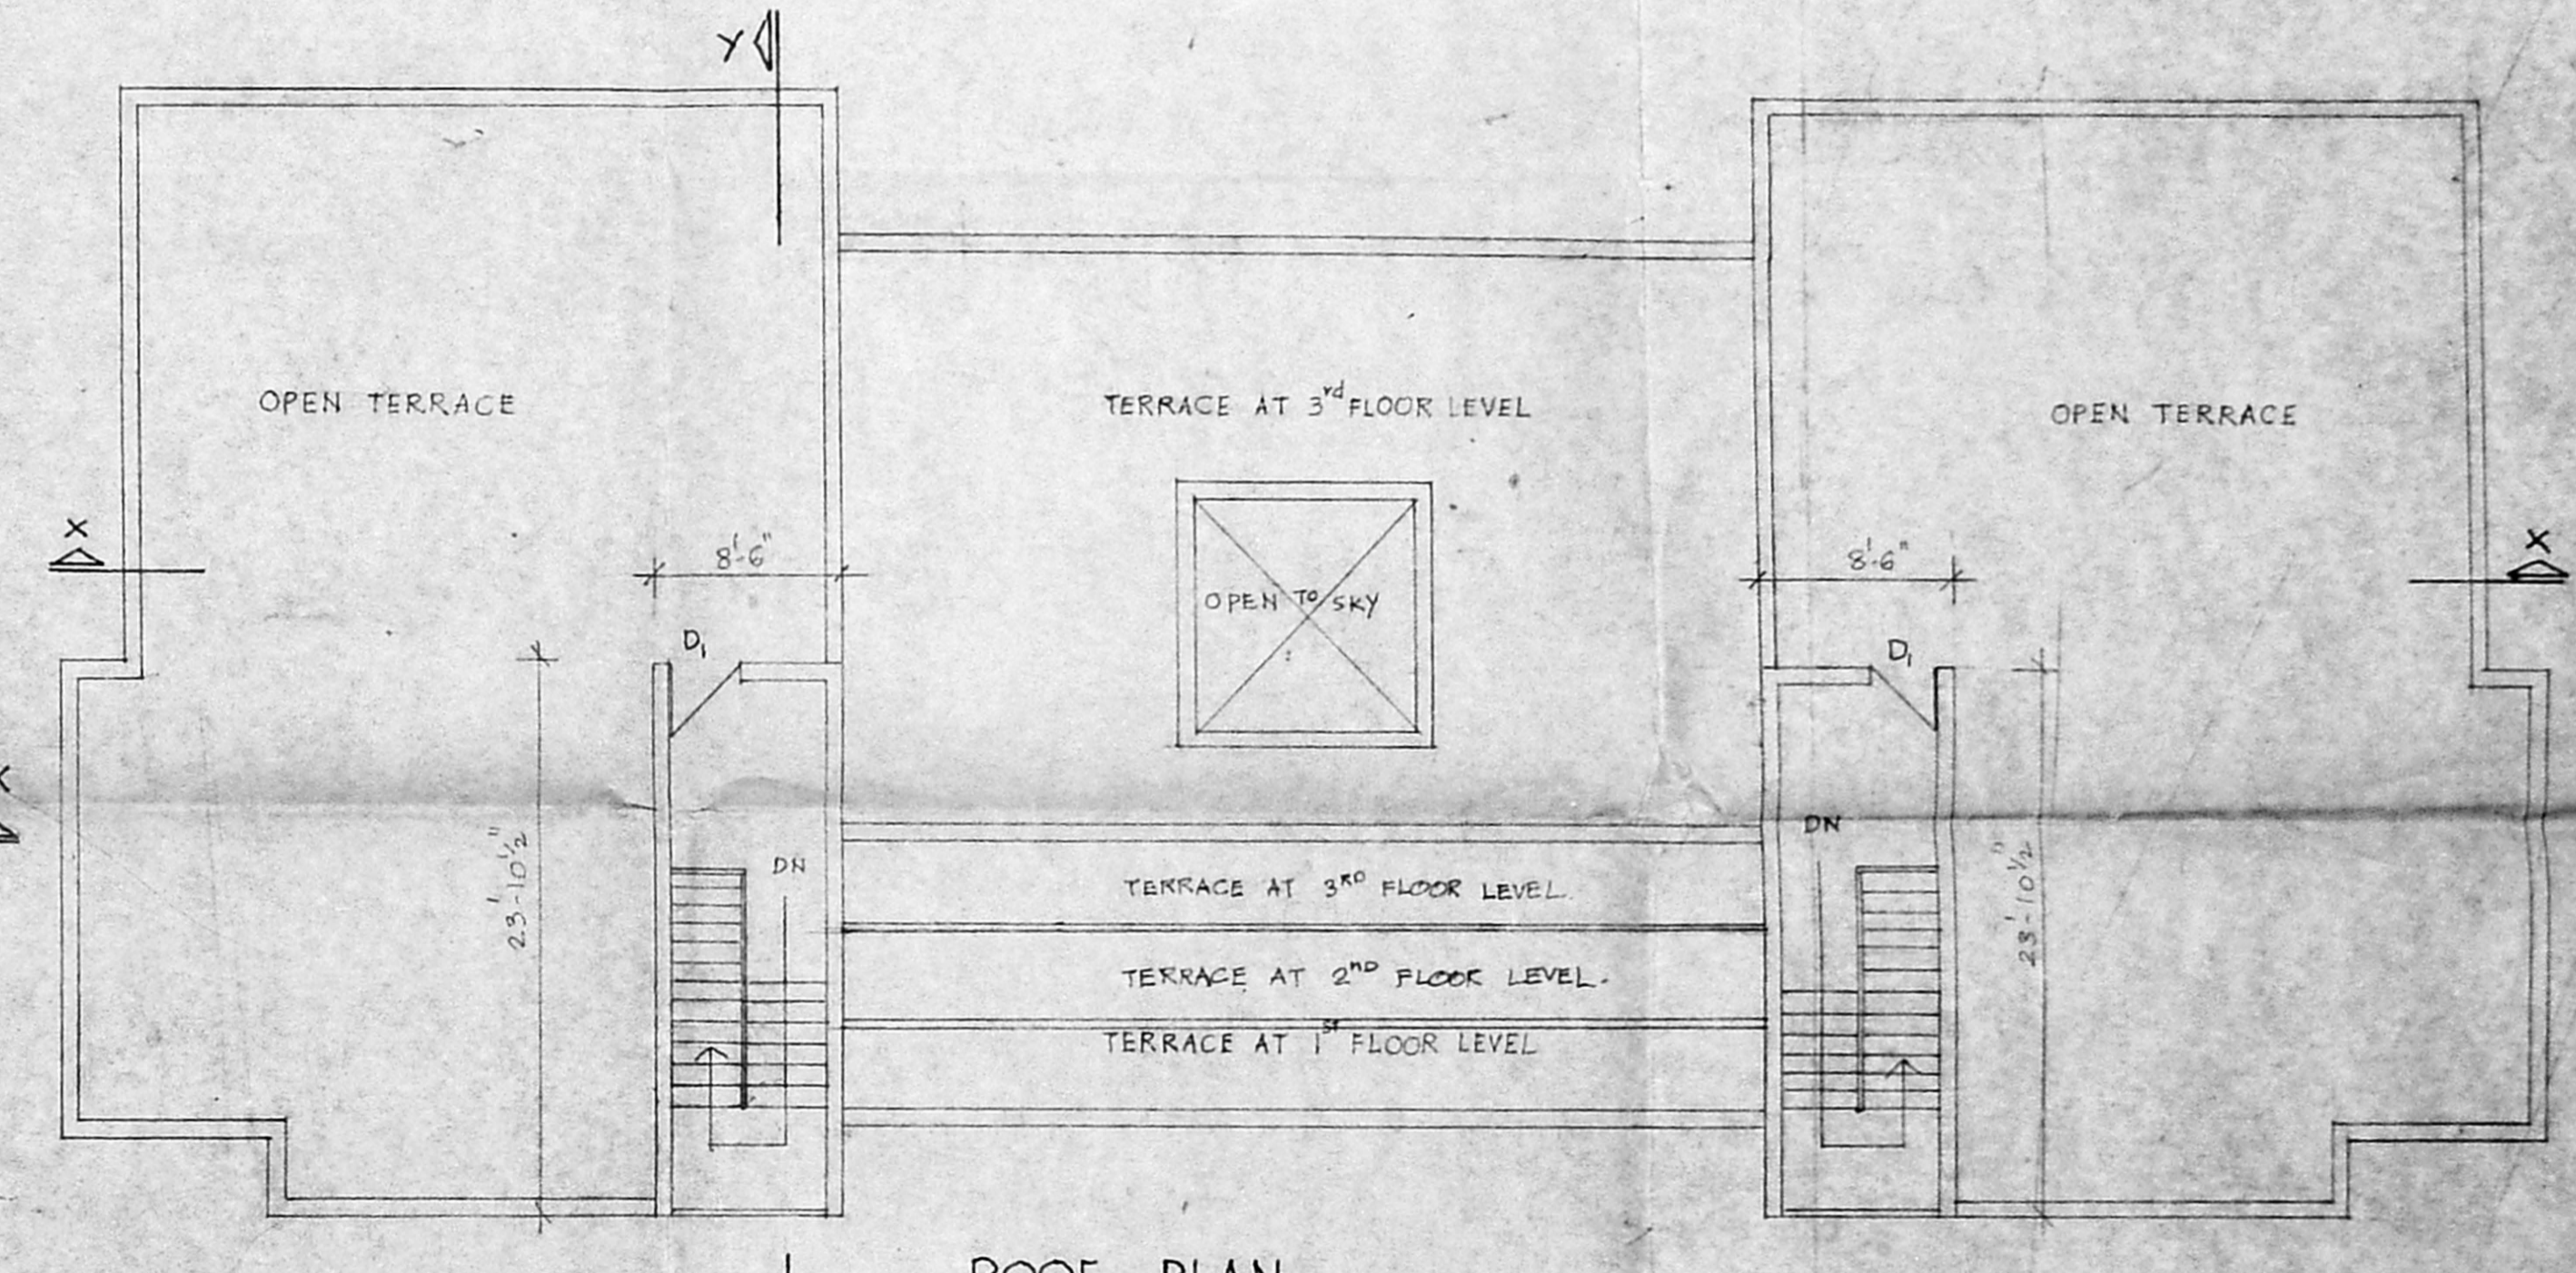 Y
OPEN TERRACE
TERRACE AT 3rd FLOOR LEVEL
OPEN TERRACE
X
8'-6"
OPEN TO SKY
8'-6"
X
D1
D1
23'-10½"
DN
DN
23'-10½"
TERRACE AT 3RD FLOOR LEVEL.
TERRACE AT 2ND FLOOR LEVEL.
TERRACE AT 1ST FLOOR LEVEL
ROOF PLAN